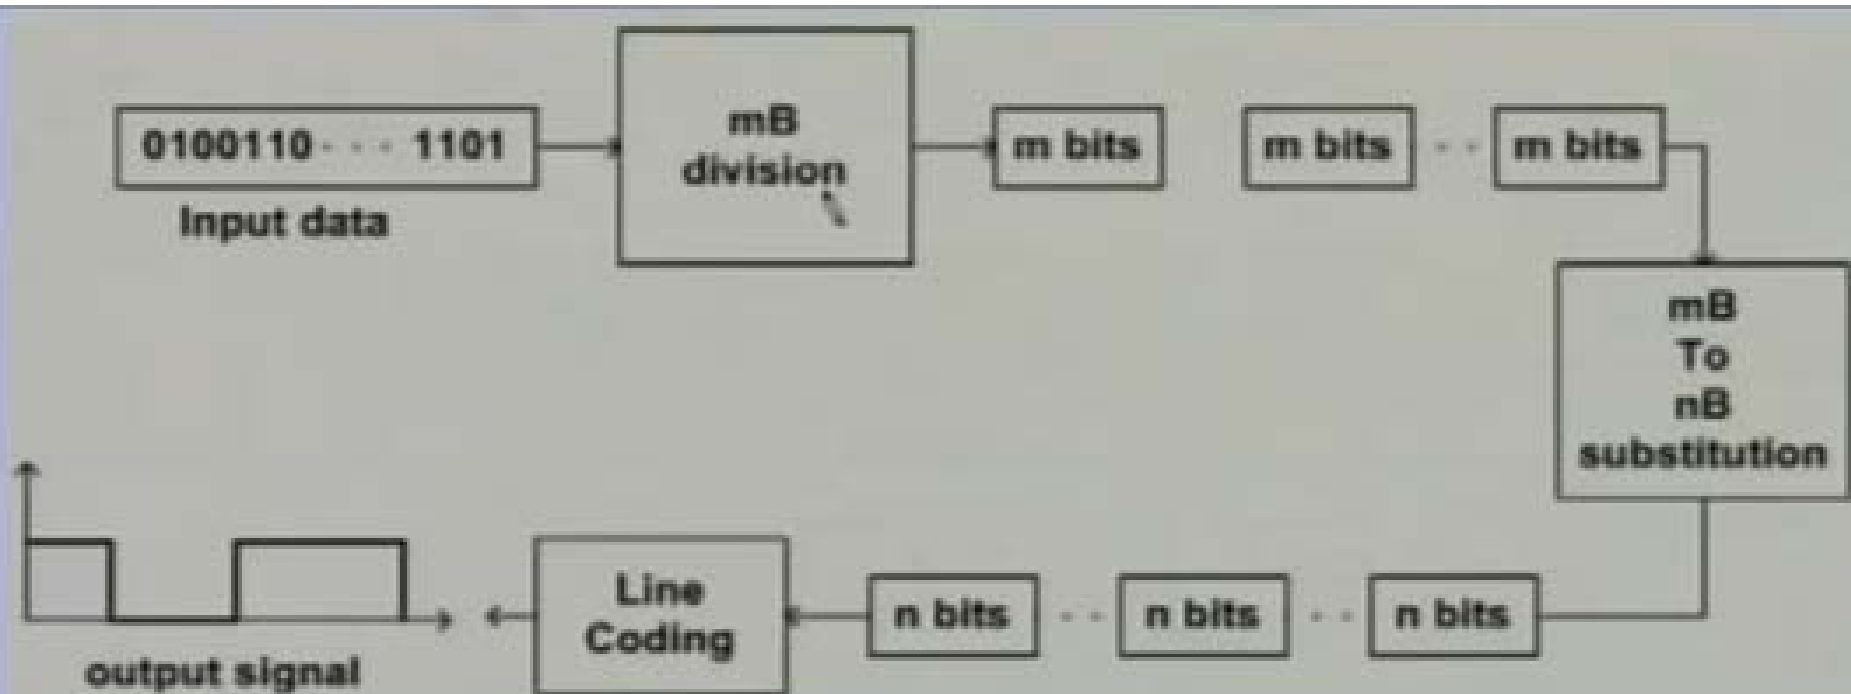 0100110 · · · 1101
Input data
mB
division
m bits
m bits
· ·
m bits
mB
To
nB
substitution
n bits
· ·
n bits
· ·
n bits
Line
Coding
output signal